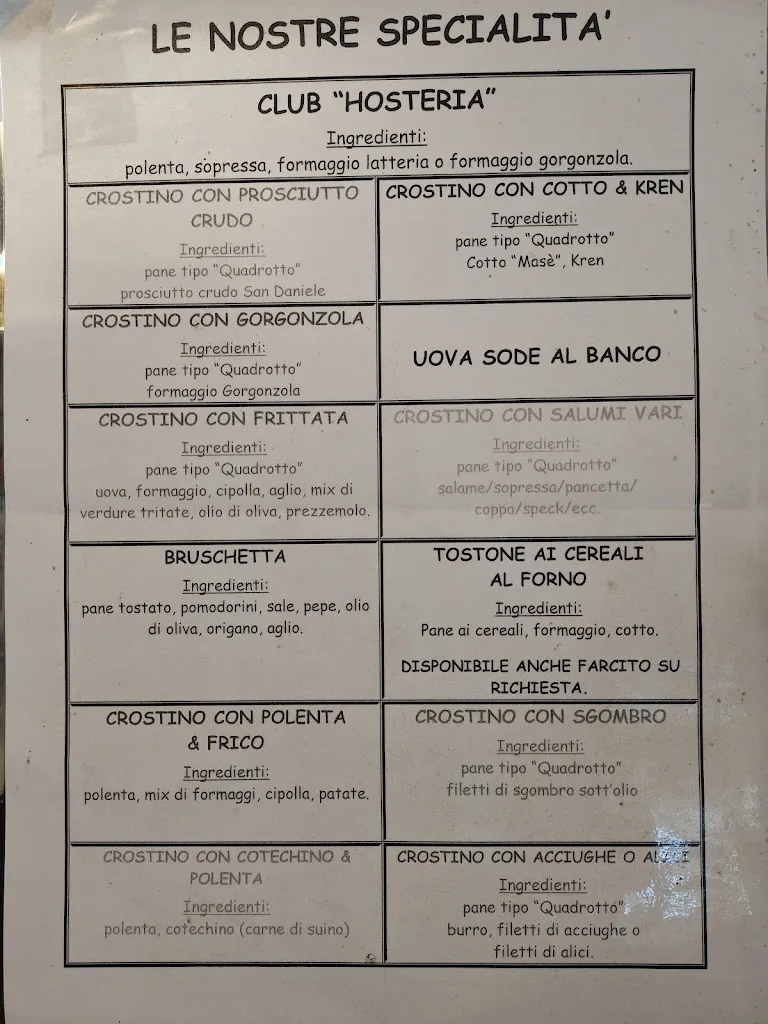 LE NOSTRE SPECIALITA'
CLUB "HOSTERIA"
Ingredienti:
polenta, sopressa, formaggio latteria o formaggio gorgonzola.
CROSTINO CON PROSCIUTTO
CRUDO
Ingredienti:
pane tipo "Quadrotto"
prosciutto crudo San Daniele
CROSTINO CON COTTO & KREN
Ingredienti:
pane tipo "Quadrotto"
Cotto "Masè", Kren
CROSTINO CON GORGONZOLA
Ingredienti:
pane tipo "Quadrotto"
formaggio Gorgonzola
UOVA SODE AL BANCO
CROSTINO CON FRITTATA
Ingredienti:
pane tipo "Quadrotto"
uova, formaggio, cipolla, aglio, mix di
verdure tritate, olio di oliva, prezzemolo.
CROSTINO CON SALUMI VARI
Ingredienti:
pane tipo "Quadrotto"
salame/sopressa/pancetta/
coppa/speck/ecc.
BRUSCHETTA
Ingredienti:
pane tostato, pomodorini, sale, pepe, olio
di oliva, origano, aglio.
TOSTONE AI CEREALI
AL FORNO
Ingredienti:
Pane ai cereali, formaggio, cotto.
DISPONIBILE ANCHE FARCITO SU
RICHIESTA.
CROSTINO CON POLENTA
& FRICO
Ingredienti:
polenta, mix di formaggi, cipolla, patate.
CROSTINO CON SGOMBRO
Ingredienti:
pane tipo "Quadrotto"
filetti di sgombro sott'olio
CROSTINO CON COTECHINO &
POLENTA
Ingredienti:
polenta, cotechino (carne di suino)
CROSTINO CON ACCIUGHE O ALICI
Ingredienti:
pane tipo "Quadrotto"
burro, filetti di acciughe o
filetti di alici.